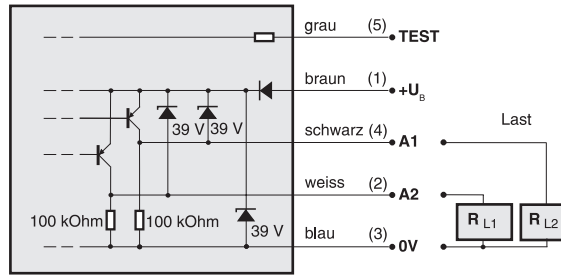 grau (5) TEST
braun (1) +U_B
39 V 39 V
schwarz (4) A1 Last
weiss (2) A2
100 kOhm 100 kOhm R L1 R L2
39 V
blau (3) 0V